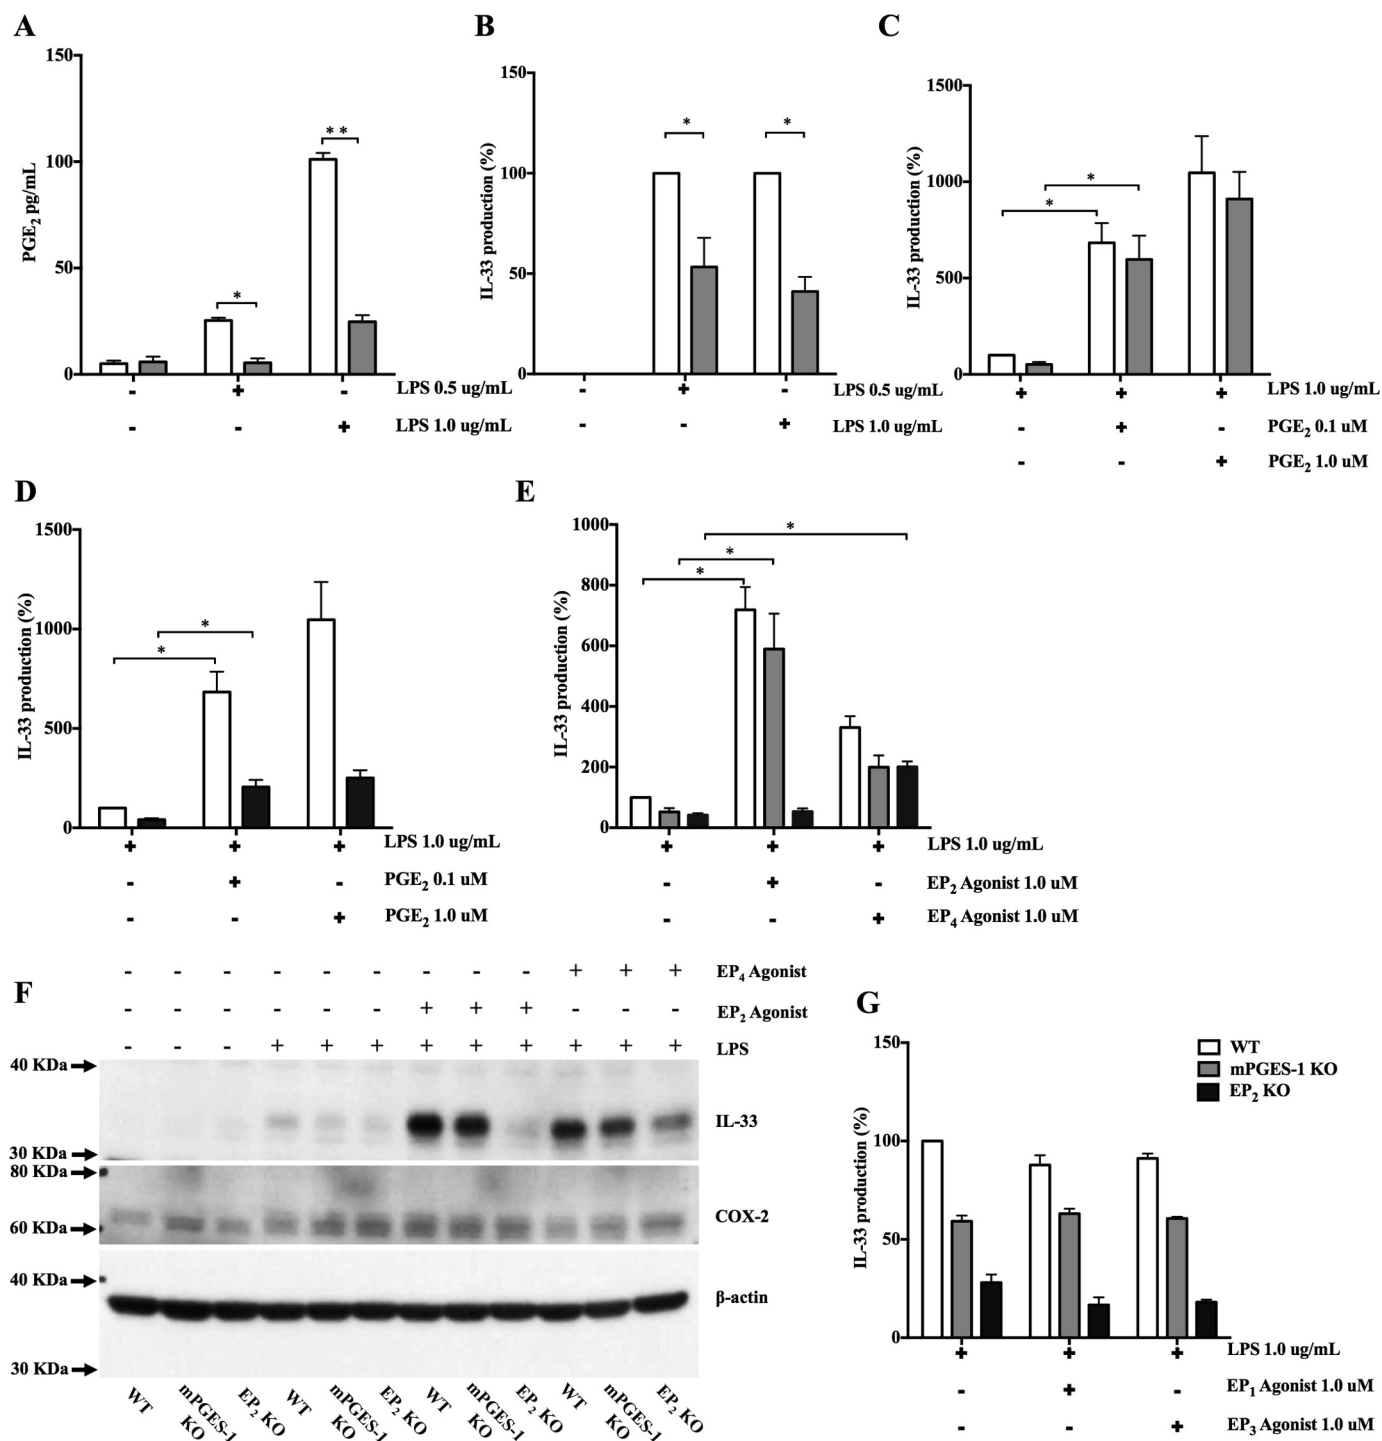 A
PGE2 pg/mL
150
100
50
0
*
* *
- + - LPS 0.5 ug/mL
- - + LPS 1.0 ug/mL
B
IL-33 production (%)
150
100
50
0
*
*
- + - LPS 0.5 ug/mL
- - + LPS 1.0 ug/mL
C
IL-33 production (%)
1500
1000
500
0
*
*
+ + + LPS 1.0 ug/mL
- + - PGE2 0.1 uM
- - + PGE2 1.0 uM
D
IL-33 production (%)
1500
1000
500
0
*
*
+ + + LPS 1.0 ug/mL
- + - PGE2 0.1 uM
- - + PGE2 1.0 uM
E
IL-33 production (%)
1000
800
600
400
200
0
*
*
*
+ + + LPS 1.0 ug/mL
- + - EP2 Agonist 1.0 uM
- - + EP4 Agonist 1.0 uM
F
- - - - - - - - - + + + EP4 Agonist
- - - - - - + + + - - - EP2 Agonist
- - - + + + + + + + + + LPS
40 KDa
IL-33
30 KDa
80 KDa
COX-2
60 KDa
40 KDa
β-actin
30 KDa
WT
mPGES-1
KO
EP2 KO
WT
mPGES-1
KO
EP2 KO
WT
mPGES-1
KO
EP2 KO
WT
mPGES-1
KO
EP2 KO
G
IL-33 production (%)
150
100
50
0
WT
mPGES-1 KO
EP2 KO
+ + + LPS 1.0 ug/mL
- + - EP1 Agonist 1.0 uM
- - + EP3 Agonist 1.0 uM